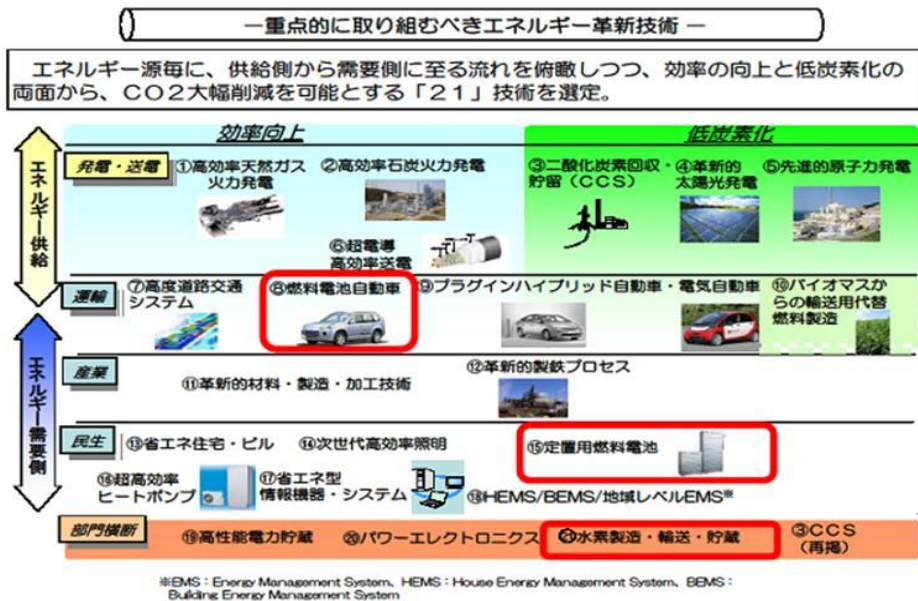 ―重点的に取り組むべきエネルギー革新技術 ―
エネルギー源毎に、供給側から需要側に至る流れを俯瞰しつつ、効率の向上と低炭素化の
両面から、CO2大幅削減を可能とする「21」技術を選定。
効率向上
低炭素化
エネルギー供給
発電・送電
①高効率天然ガス
火力発電
②高効率石炭火力発電
③二酸化炭素回収・
貯留(CCS)
④革新的
太陽光発電
⑤先進的原子力発電
⑥超電導
高効率送電
運輸
⑦高度道路交通
システム
⑧燃料電池自動車
⑨プラグインハイブリッド自動車・電気自動車
⑩バイオマスか
らの輸送用代替
燃料製造
エネルギー需要側
産業
⑪革新的材料・製造・加工技術
⑫革新的製鉄プロセス
民生
⑬省エネ住宅・ビル
⑭次世代高効率照明
⑮定置用燃料電池
⑯超高効率
ヒートポンプ
⑰省エネ型
情報機器・システム
⑱HEMS/BEMS/地域レベルEMS※
部門横断
⑲高性能電力貯蔵
⑳パワーエレクトロニクス
㉑水素製造・輸送・貯蔵
③CCS
(再掲)
※EMS:Energy Management System、HEMS:House Energy Management System、BEMS:
Building Energy Management System